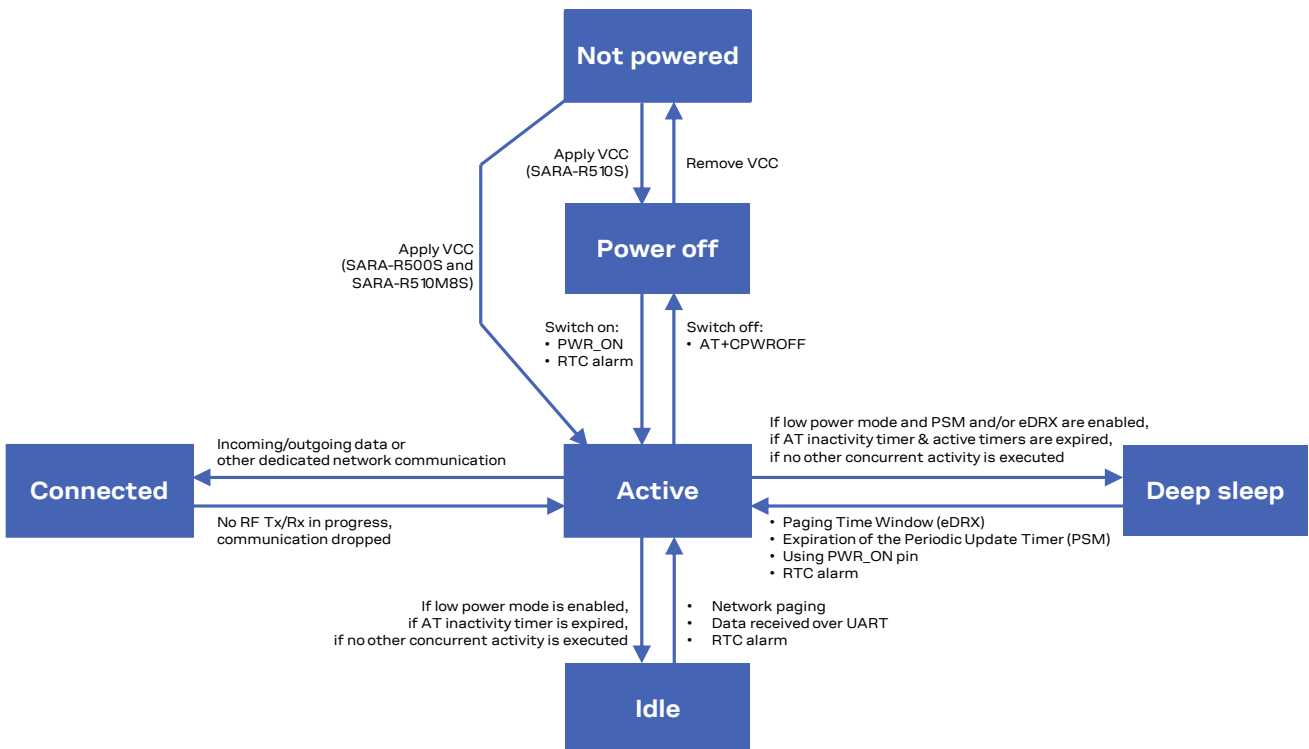 Not powered
Apply VCC
(SARA-R510S)
Remove VCC
Power off
Apply VCC
(SARA-R500S and
SARA-R510M8S)
Switch on:
• PWR_ON
• RTC alarm
Switch off:
• AT+CPWROFF
If low power mode and PSM and/or eDRX are enabled,
if AT inactivity timer & active timers are expired,
if no other concurrent activity is executed
Incoming/outgoing data or
other dedicated network communication
Connected
Active
Deep sleep
No RF Tx/Rx in progress,
communication dropped
• Paging Time Window (eDRX)
• Expiration of the Periodic Update Timer (PSM)
• Using PWR_ON pin
• RTC alarm
If low power mode is enabled,
if AT inactivity timer is expired,
if no other concurrent activity is executed
• Network paging
• Data received over UART
• RTC alarm
Idle